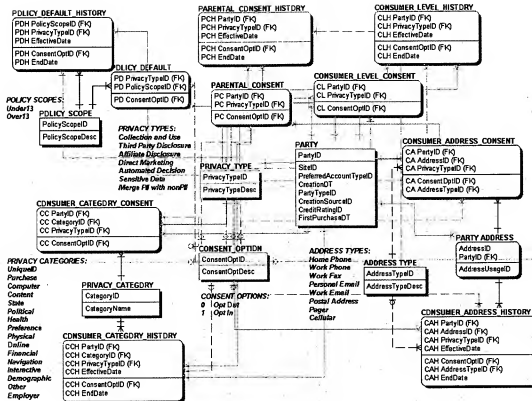 POLICY_DEFAULT_HISTORY
PDH PolicyScopeID (FK)
PDH PrivacyTypeID (FK)
PDH EffectiveDate
PDH ConsentOptID (FK)
PDH EndDate
PARENTAL_CONSENT_HISTORY
PCH PartyID (FK)
PCH PrivacyTypeID (FK)
PCH EffectiveDate
PCH ConsentOptID (FK)
PCH EndDate
CONSUMER_LEVEL_HISTORY
CLH PartyID (FK)
CLH PrivacyTypeID (FK)
CLH EffectiveDate
CLH ConsentOptID (FK)
CLH EndDate
POLICY_DEFAULT
PD PrivacyTypeID (FK)
PD PolicyScopeID (FK)
PD ConsentOptID (FK)
PARENTAL_CONSENT
PC PartyID (FK)
PC PrivacyTypeID (FK)
PC ConsentOptID (FK)
CONSUMER_LEVEL_CONSENT
CL PartyID (FK)
CL PrivacyTypeID (FK)
CL ConsentOptID (FK)
POLICY SCOPES:
Under13
Over13
POLICY_SCOPE
PolicyScopeID
PolicyScopeDesc
PRIVACY TYPES:
Collection and Use
Third Party Disclosure
Affiliate Disclosure
Direct Marketing
Automated Decision
Sensitive Data
Merge PII with nonPII
PRIVACY_TYPE
PrivacyTypeID
PrivacyTypeDesc
PARTY
PartyID
SiteID
PreferredAccountTypeID
CreationDT
PartyTypeID
CreationSourceID
CreditRatingID
FirstPurchaseDT
CONSUMER_ADDRESS_CONSENT
CA PartyID (FK)
CA AddressID (FK)
CA PrivacyTypeID (FK)
CA ConsentOptID (FK)
CA AddressTypeID (FK)
CONSUMER_CATEGORY_CONSENT
CC PartyID (FK)
CC CategoryID (FK)
CC PrivacyTypeID (FK)
CC ConsentOptID (FK)
CONSENT_OPTION
ConsentOptID
ConsentOptDesc
CONSENT OPTIONS:
0 Opt Out
1 Opt In
ADDRESS TYPES:
Home Phone
Work Phone
Work Fax
Personal Email
Work Email
Postal Address
Pager
Cellular
ADDRESS TYPE
AddressTypeID
AddressTypeDesc
PARTY ADDRESS
AddressID
PartyID (FK)
AddressUsageID
PRIVACY CATEGORIES:
UniqueID
Purchase
Computer
Content
State
Political
Health
Preference
Physical
Online
Financial
Navigation
Interactive
Demographic
Other
Employer
PRIVACY_CATEGORY
CategoryID
CategoryName
CONSUMER_CATEGORY_HISTORY
CCH PartyID (FK)
CCH CategoryID (FK)
CCH PrivacyTypeID (FK)
CCH EffectiveDate
CCH ConsentOptID (FK)
CCH EndDate
CONSUMER_ADDRESS_HISTORY
CAH PartyID (FK)
CAH AddressID (FK)
CAH PrivacyTypeID (FK)
CAH EffectiveDate
CAH ConsentOptID (FK)
CAH AddressTypeID (FK)
CAH EndDate